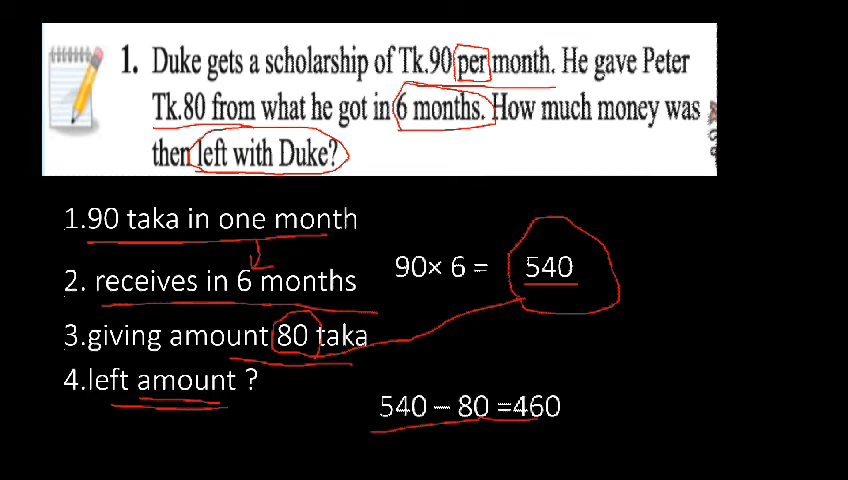 1. Duke gets a scholarship of Tk.90 per month. He gave Peter
Tk.80 from what he got in 6 months. How much money was
then left with Duke?
1.90 taka in one month
2. receives in 6 months
90× 6 = 540
3.giving amount 80 taka
4.left amount ?
540 – 80 =460